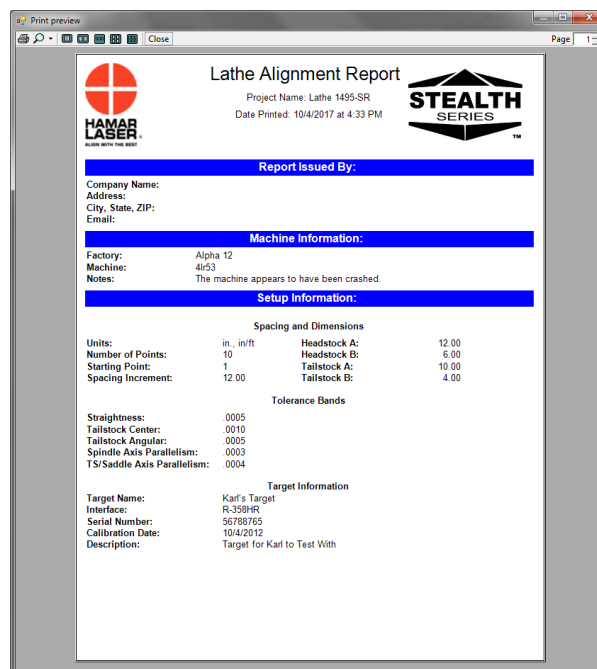 Print preview
Close
Page 1
Lathe Alignment Report
Project Name: Lathe 1495-SR
Date Printed: 10/4/2017 at 4:33 PM
HAMAR
LASER®
ALIGN WITH THE BEST
STEALTH
SERIES
TM
Report Issued By:
Company Name:
Address:
City, State, ZIP:
Email:
Machine Information:
Factory: Alpha 12
Machine: 4lr53
Notes: The machine appears to have been crashed.
Setup Information:
Spacing and Dimensions
Units: in., in/ft Headstock A: 12.00
Number of Points: 10 Headstock B: 6.00
Starting Point: 1 Tailstock A: 10.00
Spacing Increment: 12.00 Tailstock B: 4.00
Tolerance Bands
Straightness: .0005
Tailstock Center: .0010
Tailstock Angular: .0005
Spindle Axis Parallelism: .0003
TS/Saddle Axis Parallelism: .0004
Target Information
Target Name: Karl's Target
Interface: R-358HR
Serial Number: 56788765
Calibration Date: 10/4/2012
Description: Target for Karl to Test With